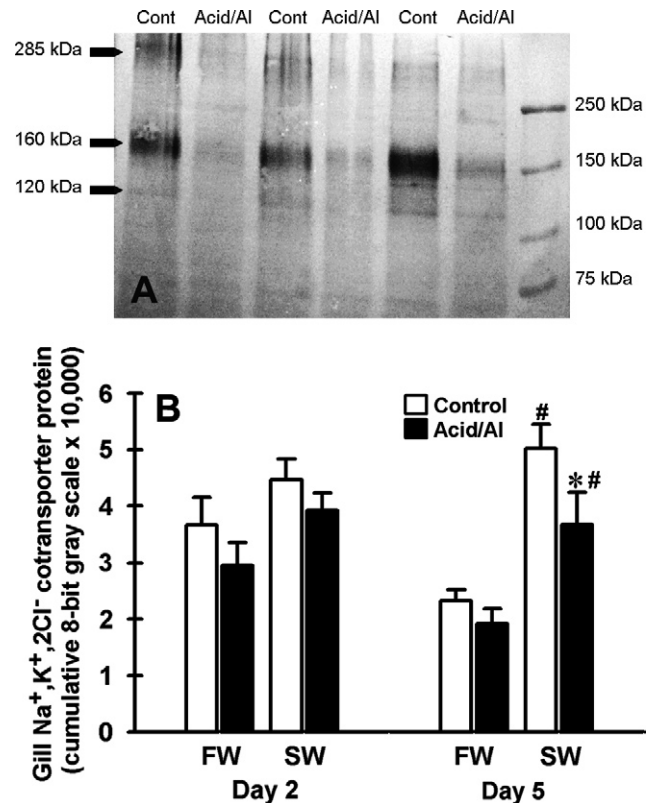 Cont Acid/Al Cont Acid/Al Cont Acid/Al
285 kDa
160 kDa
120 kDa
250 kDa
150 kDa
100 kDa
75 kDa
A
B
Control
Acid/Al
Gill Na⁺,K⁺,2Cl⁻ cotransporter protein
(cumulative 8-bit gray scale x 10,000)
6
5
4
3
2
1
0
#
*#
FW SW FW SW
Day 2 Day 5